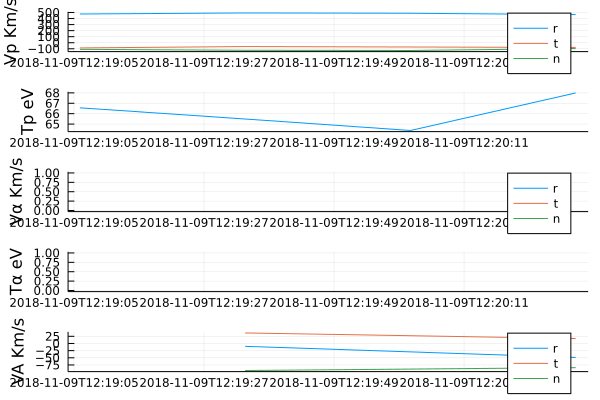 Vp Km/s
500
400
300
200
100
0
−100
2018-11-09T12:19:05 2018-11-09T12:19:27 2018-11-09T12:19:49 2018-11-09T12:20
r
t
n
Tp eV
68
67
66
65
2018-11-09T12:19:05 2018-11-09T12:19:27 2018-11-09T12:19:49 2018-11-09T12:20:11
Vα Km/s
1.00
0.75
0.50
0.25
0.00
2018-11-09T12:19:05 2018-11-09T12:19:27 2018-11-09T12:19:49 2018-11-09T12:20
r
t
n
Tα eV
1.00
0.75
0.50
0.25
0.00
2018-11-09T12:19:05 2018-11-09T12:19:27 2018-11-09T12:19:49 2018-11-09T12:20:11
VA Km/s
25
0
−25
−50
−75
2018-11-09T12:19:05 2018-11-09T12:19:27 2018-11-09T12:19:49 2018-11-09T12:20
r
t
n